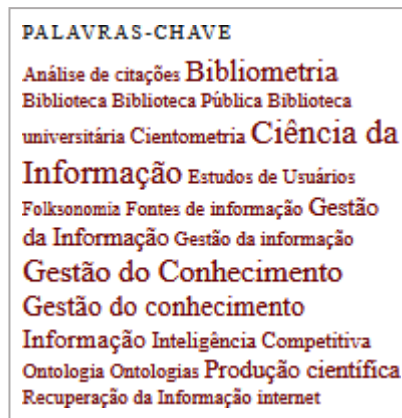 PALAVRAS-CHAVE
Análise de citações Bibliometria
Biblioteca Biblioteca Pública Biblioteca
universitária Cientometria Ciência da
Informação Estudos de Usuários
Folksonomia Fontes de informação Gestão
da Informação Gestão da informação
Gestão do Conhecimento
Gestão do conhecimento
Informação Inteligência Competitiva
Ontologia Ontologias Produção científica
Recuperação da Informação internet